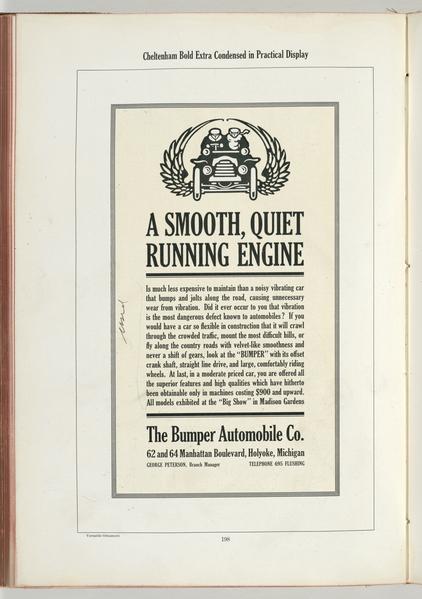 Cheltenham Bold Extra Condensed in Practical Display
A SMOOTH, QUIET
RUNNING ENGINE
Is much less expensive to maintain than a noisy vibrating car
that bumps and jolts along the road, causing unnecessary
wear from vibration. Did it ever occur to you that vibration
is the most dangerous defect known to automobiles? If you
would have a car so flexible in construction that it will crawl
through the crowded traffic, mount the most difficult hills, or
fly along the country roads with velvet-like smoothness and
never a shift of gears, look at the "BUMPER" with its offset
crank shaft, straight line drive, and large, comfortably riding
wheels. At last, in a moderate priced car, you are offered all
the superior features and high qualities which have hitherto
been obtainable only in machines costing $900 and upward.
All models exhibited at the "Big Show" in Madison Gardens
The Bumper Automobile Co.
62 and 64 Manhattan Boulevard, Holyoke, Michigan
GEORGE PETERSON, Branch Manager TELEPHONE 695 FLUSHING
Versatile Ornaments
198